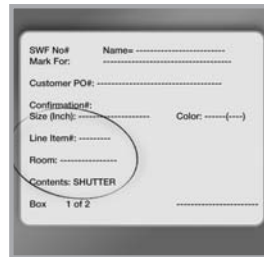 SWF No#   Name= ------------------
Mark For:   -----------------------
Customer PO#: -----------------------
Confirmation#:
Size (Inch): -----------------   Color: ------(----)
Line Item#: --------
Room: --------------
Contents: SHUTTER
Box   1 of 2   -------------------